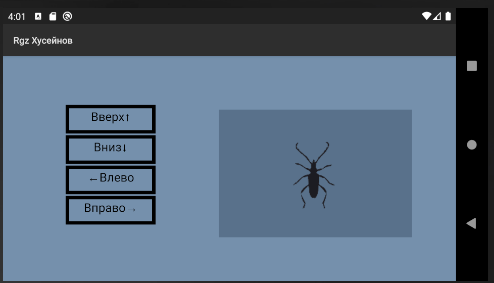 4:01
Rgz Хусейнов
Вверх↑
Вниз↓
←Влево
Вправо→